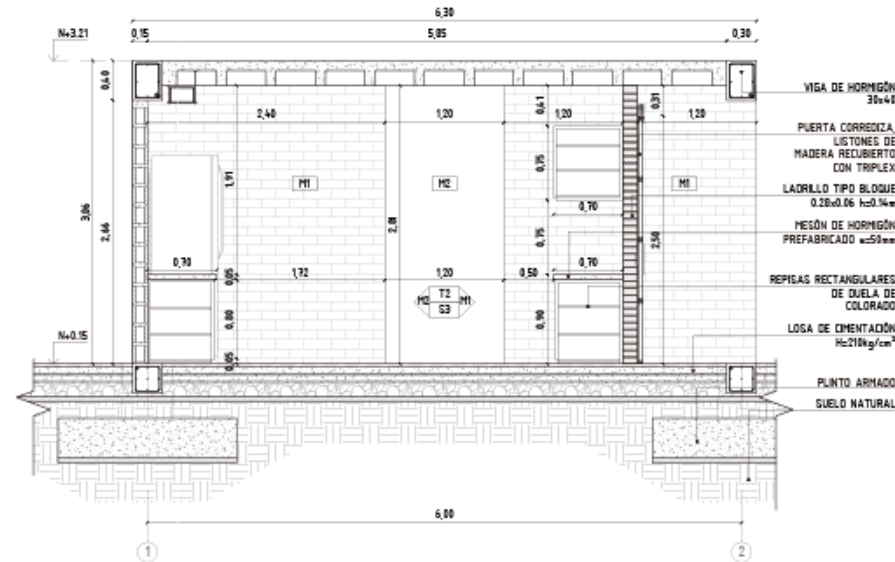 6,30
N+3.21
0,15
5,85
0,30
0,40
0,41
0,31
2,40
1,20
1,20
1,20
VIGA DE HORMIGÓN
30x40
PUERTA CORREDIZA,
LISTONES DE
MADERA RECUBIERTO
CON TRIPLEX
0,75
1,91
M1
M2
M1
LADRILLO TIPO BLOQUE
0.28x0.06 h=0.14m
3,06
2,66
2,81
0,70
0,75
2,50
MESÓN DE HORMIGÓN
PREFABRICADO e=50mm
0,70
0,05
1,72
1,20
0,50
0,70
REPISAS RECTANGULARES
DE DUELA DE
COLORADO
M2
T2
S3
M1
0,80
0,90
N+0.15
LOSA DE CIMENTACIÓN
H=210kg/cm²
0,05
PLINTO ARMADO
SUELO NATURAL
6,00
1
2